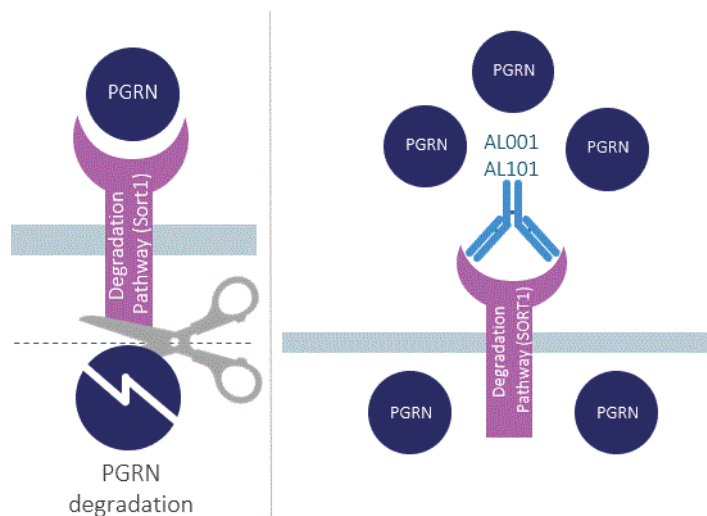 PGRN
Degradation
Pathway (Sort1)
PGRN
degradation
PGRN
PGRN
PGRN
AL001
AL101
Degradation
Pathway (SORT1)
PGRN
PGRN